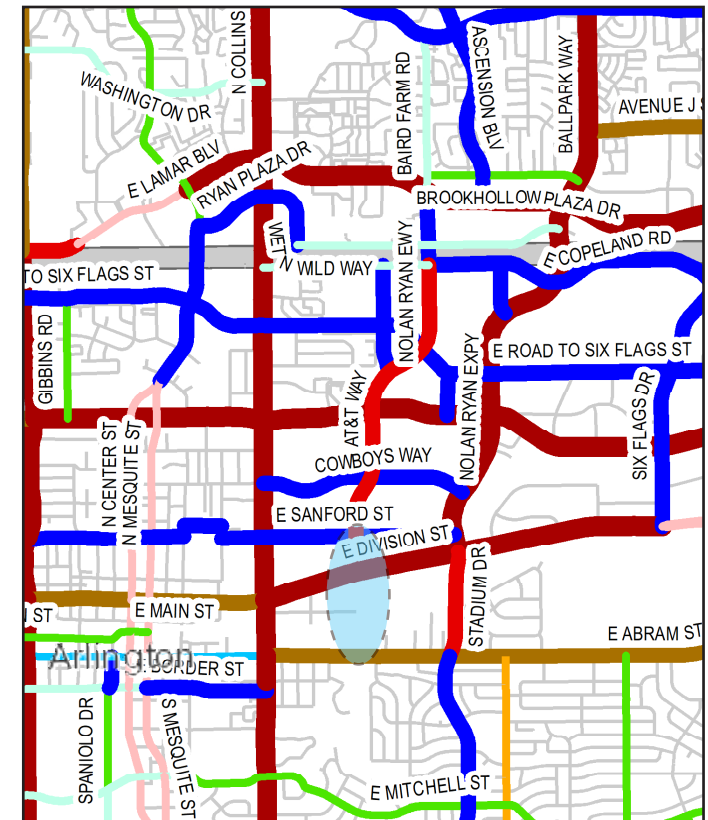 N COLLINS
WASHINGTON DR
BAIRD FARM RD
ASCENSION BLV
BALLPARK WAY
AVENUE J
E LAMAR BLV
RYAN PLAZA DR
BROOKHOLLOW PLAZA DR
WET N WILD WAY
NOLAN RYAN EWY
E COPELAND RD
TO SIX FLAGS ST
GIBBINS RD
E ROAD TO SIX FLAGS ST
AT&T WAY
NOLAN RYAN EXPY
SIX FLAGS DR
N CENTER ST
N MESQUITE ST
COWBOYS WAY
E SANFORD ST
E DIVISION ST
STADIUM DR
N ST
E MAIN ST
E ABRAM ST
Arlington
E BORDER ST
SPANIOLO DR
S MESQUITE ST
E MITCHELL ST